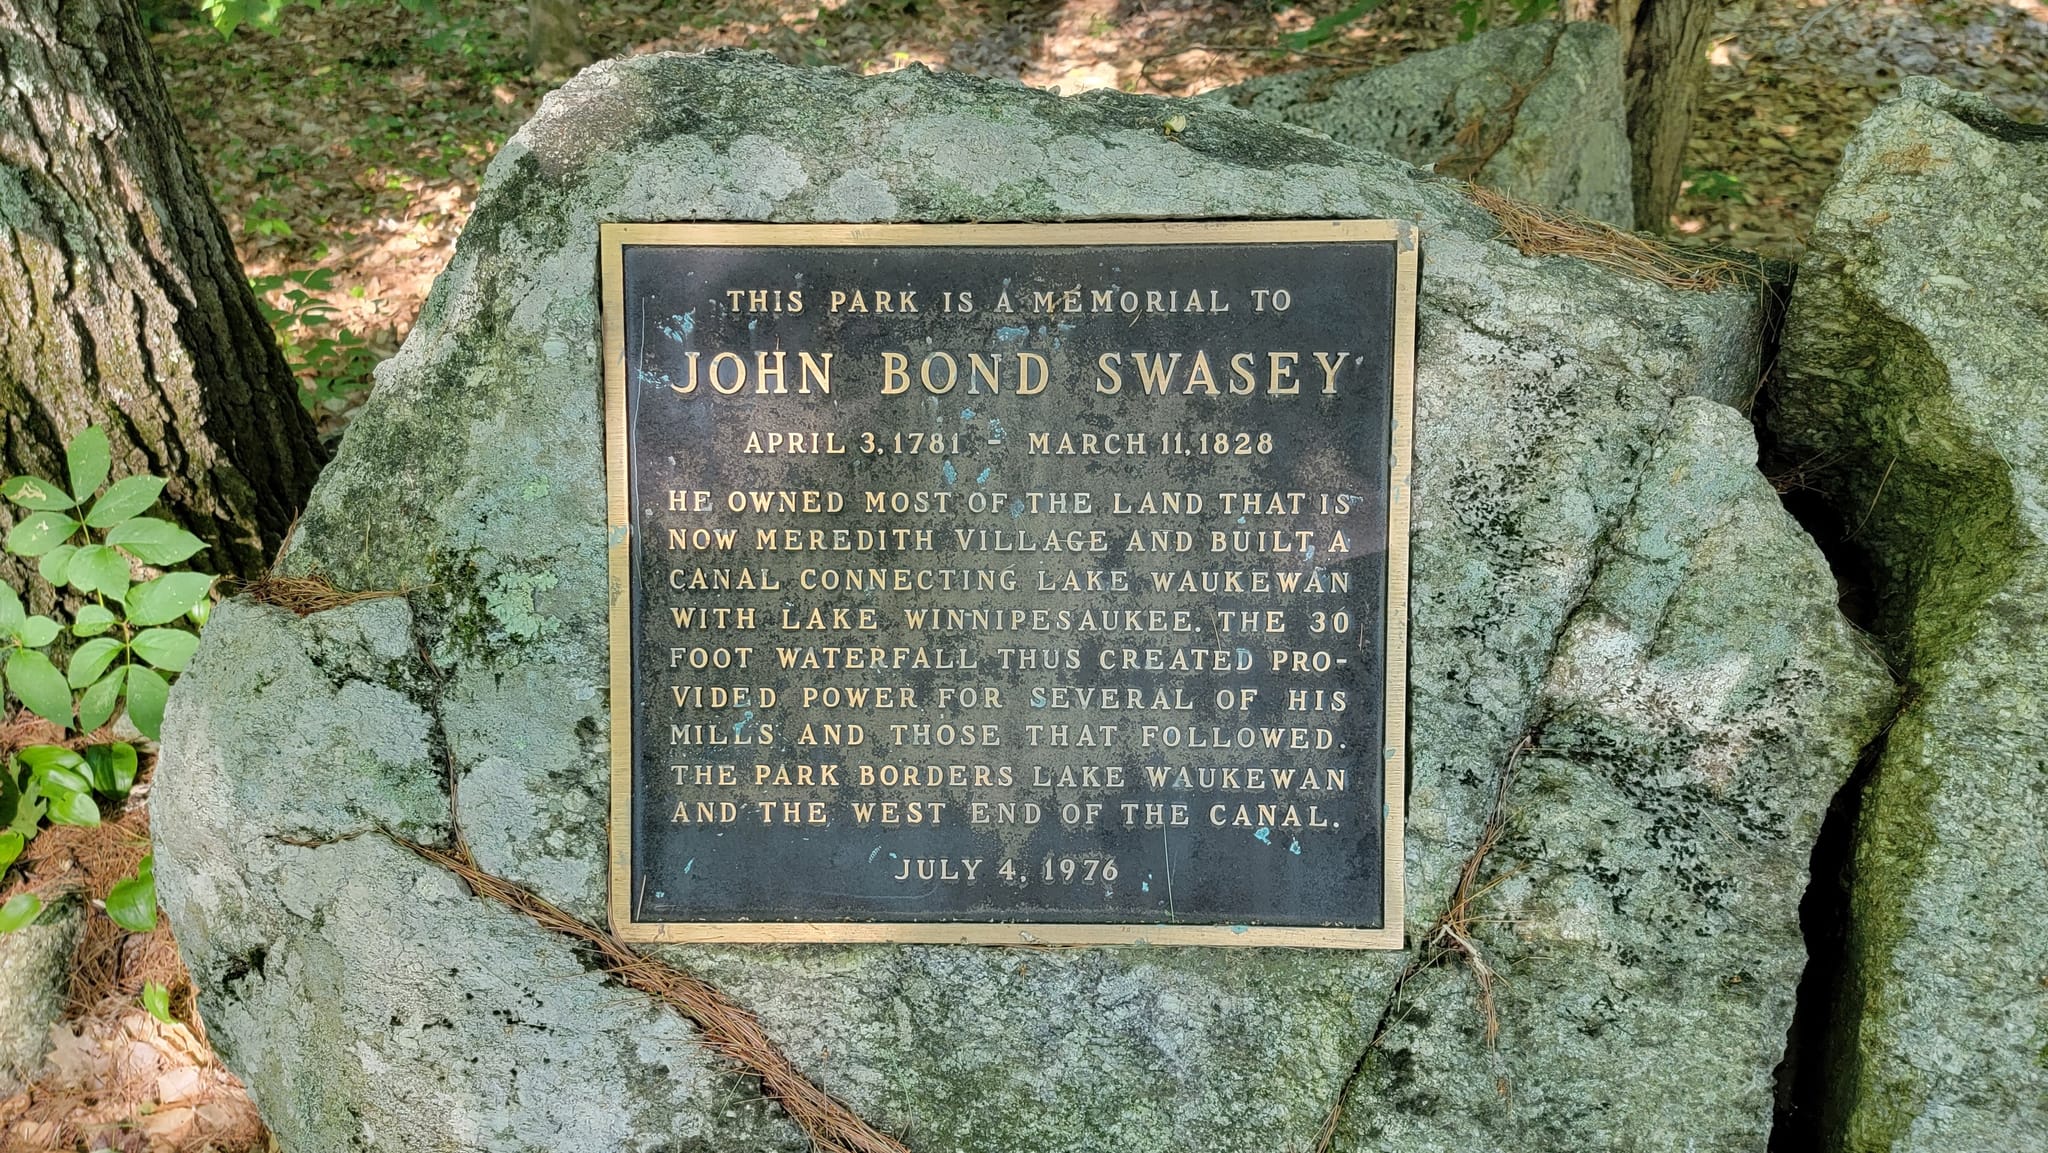 THIS PARK IS A MEMORIAL TO
JOHN BOND SWASEY
APRIL 3, 1781 - MARCH 11, 1828
HE OWNED MOST OF THE LAND THAT IS
NOW MEREDITH VILLAGE AND BUILT A
CANAL CONNECTING LAKE WAUKEWAN
WITH LAKE WINNIPESAUKEE. THE 30
FOOT WATERFALL THUS CREATED PRO-
VIDED POWER FOR SEVERAL OF HIS
MILLS AND THOSE THAT FOLLOWED.
THE PARK BORDERS LAKE WAUKEWAN
AND THE WEST END OF THE CANAL.
JULY 4, 1976